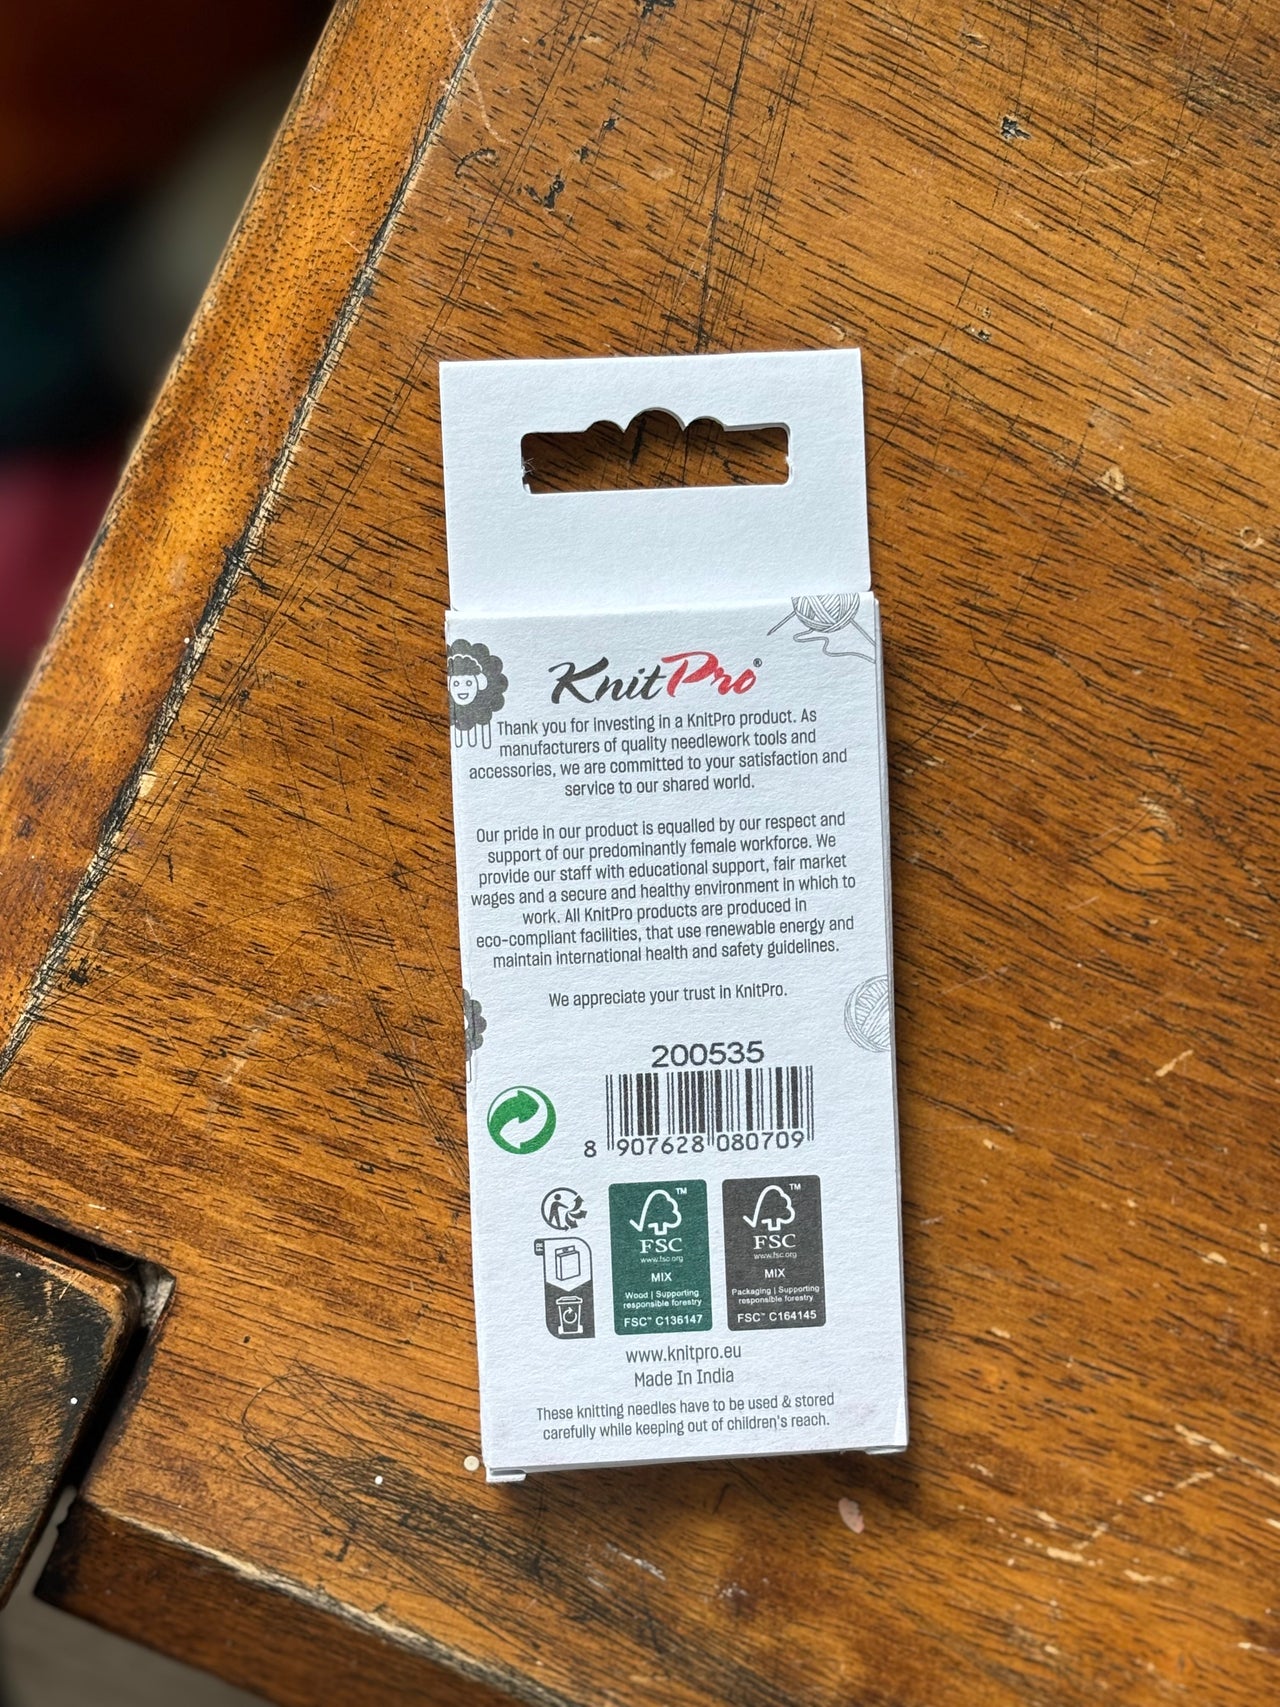 KnitPro®
Thank you for investing in a KnitPro product. As
manufacturers of quality needlework tools and
accessories, we are committed to your satisfaction and
service to our shared world.
Our pride in our product is equalled by our respect and
support of our predominantly female workforce. We
provide our staff with educational support, fair market
wages and a secure and healthy environment in which to
work. All KnitPro products are produced in
eco-compliant facilities, that use renewable energy and
maintain international health and safety guidelines.
We appreciate your trust in KnitPro.
200535
8 907628 080709
TM
FSC
www.fsc.org
MIX
Wood | Supporting
responsible forestry
FSC™ C136147
TM
FSC
www.fsc.org
MIX
Packaging | Supporting
responsible forestry
FSC™ C164145
www.knitpro.eu
Made In India
These knitting needles have to be used & stored
carefully while keeping out of children's reach.